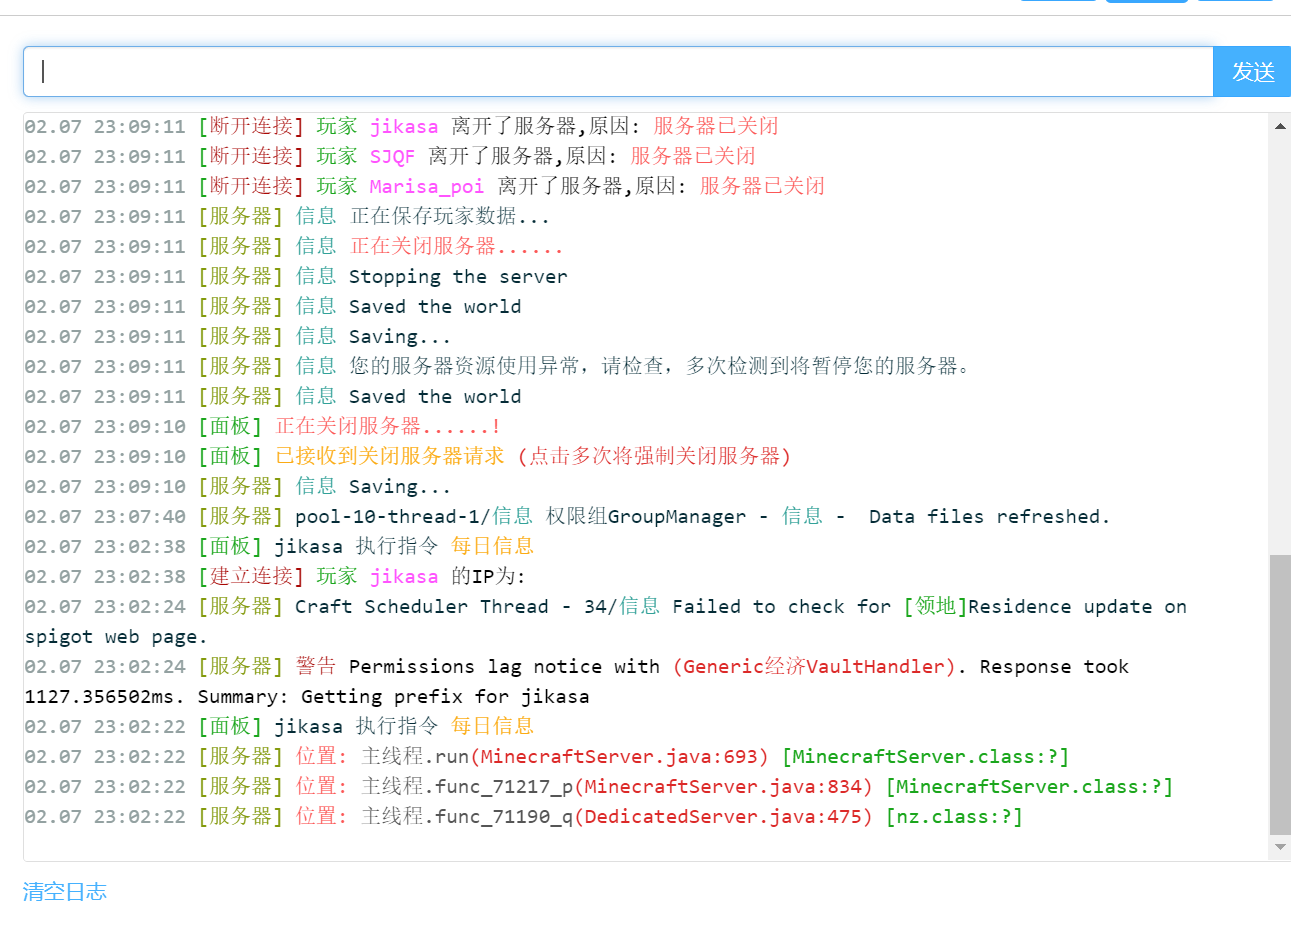 发送
02.07 23:09:11 [断开连接] 玩家 jikasa 离开了服务器,原因: 服务器已关闭
02.07 23:09:11 [断开连接] 玩家 SJQF 离开了服务器,原因: 服务器已关闭
02.07 23:09:11 [断开连接] 玩家 Marisa_poi 离开了服务器,原因: 服务器已关闭
02.07 23:09:11 [服务器] 信息 正在保存玩家数据...
02.07 23:09:11 [服务器] 信息 正在关闭服务器......
02.07 23:09:11 [服务器] 信息 Stopping the server
02.07 23:09:11 [服务器] 信息 Saved the world
02.07 23:09:11 [服务器] 信息 Saving...
02.07 23:09:11 [服务器] 信息 您的服务器资源使用异常，请检查，多次检测到将暂停您的服务器。
02.07 23:09:11 [服务器] 信息 Saved the world
02.07 23:09:10 [面板] 正在关闭服务器......!
02.07 23:09:10 [面板] 已接收到关闭服务器请求 (点击多次将强制关闭服务器)
02.07 23:09:10 [服务器] 信息 Saving...
02.07 23:07:40 [服务器] pool-10-thread-1/信息 权限组GroupManager - 信息 -  Data files refreshed.
02.07 23:02:38 [面板] jikasa 执行指令 每日信息
02.07 23:02:38 [建立连接] 玩家 jikasa 的IP为:
02.07 23:02:24 [服务器] Craft Scheduler Thread - 34/信息 Failed to check for [领地]Residence update on
spigot web page.
02.07 23:02:24 [服务器] 警告 Permissions lag notice with (Generic经济VaultHandler). Response took
1127.356502ms. Summary: Getting prefix for jikasa
02.07 23:02:22 [面板] jikasa 执行指令 每日信息
02.07 23:02:22 [服务器] 位置: 主线程.run(MinecraftServer.java:693) [MinecraftServer.class:?]
02.07 23:02:22 [服务器] 位置: 主线程.func_71217_p(MinecraftServer.java:834) [MinecraftServer.class:?]
02.07 23:02:22 [服务器] 位置: 主线程.func_71190_q(DedicatedServer.java:475) [nz.class:?]
清空日志